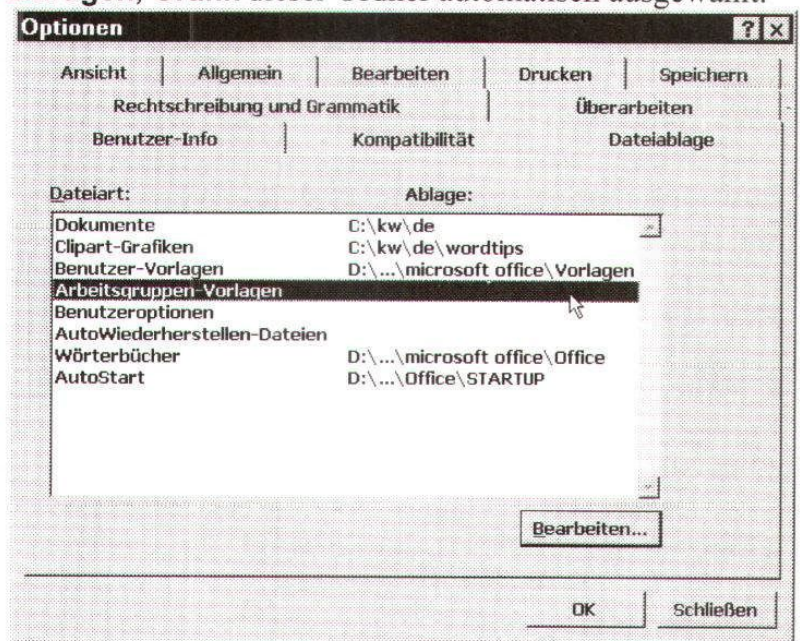 automatisch ausgewählt.
Optionen ? X
Ansicht Allgemein Bearbeiten Drucken Speichern
Rechtschreibung und Grammatik Überarbeiten
Benutzer-Info Kompatibilität Dateiablage
Dateiart: Ablage:
Dokumente C:\kw\de
Clipart-Grafiken C:\kw\de\wordtips
Benutzer-Vorlagen D:\...\microsoft office\Vorlagen
Arbeitsgruppen-Vorlagen
Benutzeroptionen
AutoWiederherstellen-Dateien
Wörterbücher D:\...\microsoft office\Office
AutoStart D:\...\Office\STARTUP
Bearbeiten...
OK Schließen